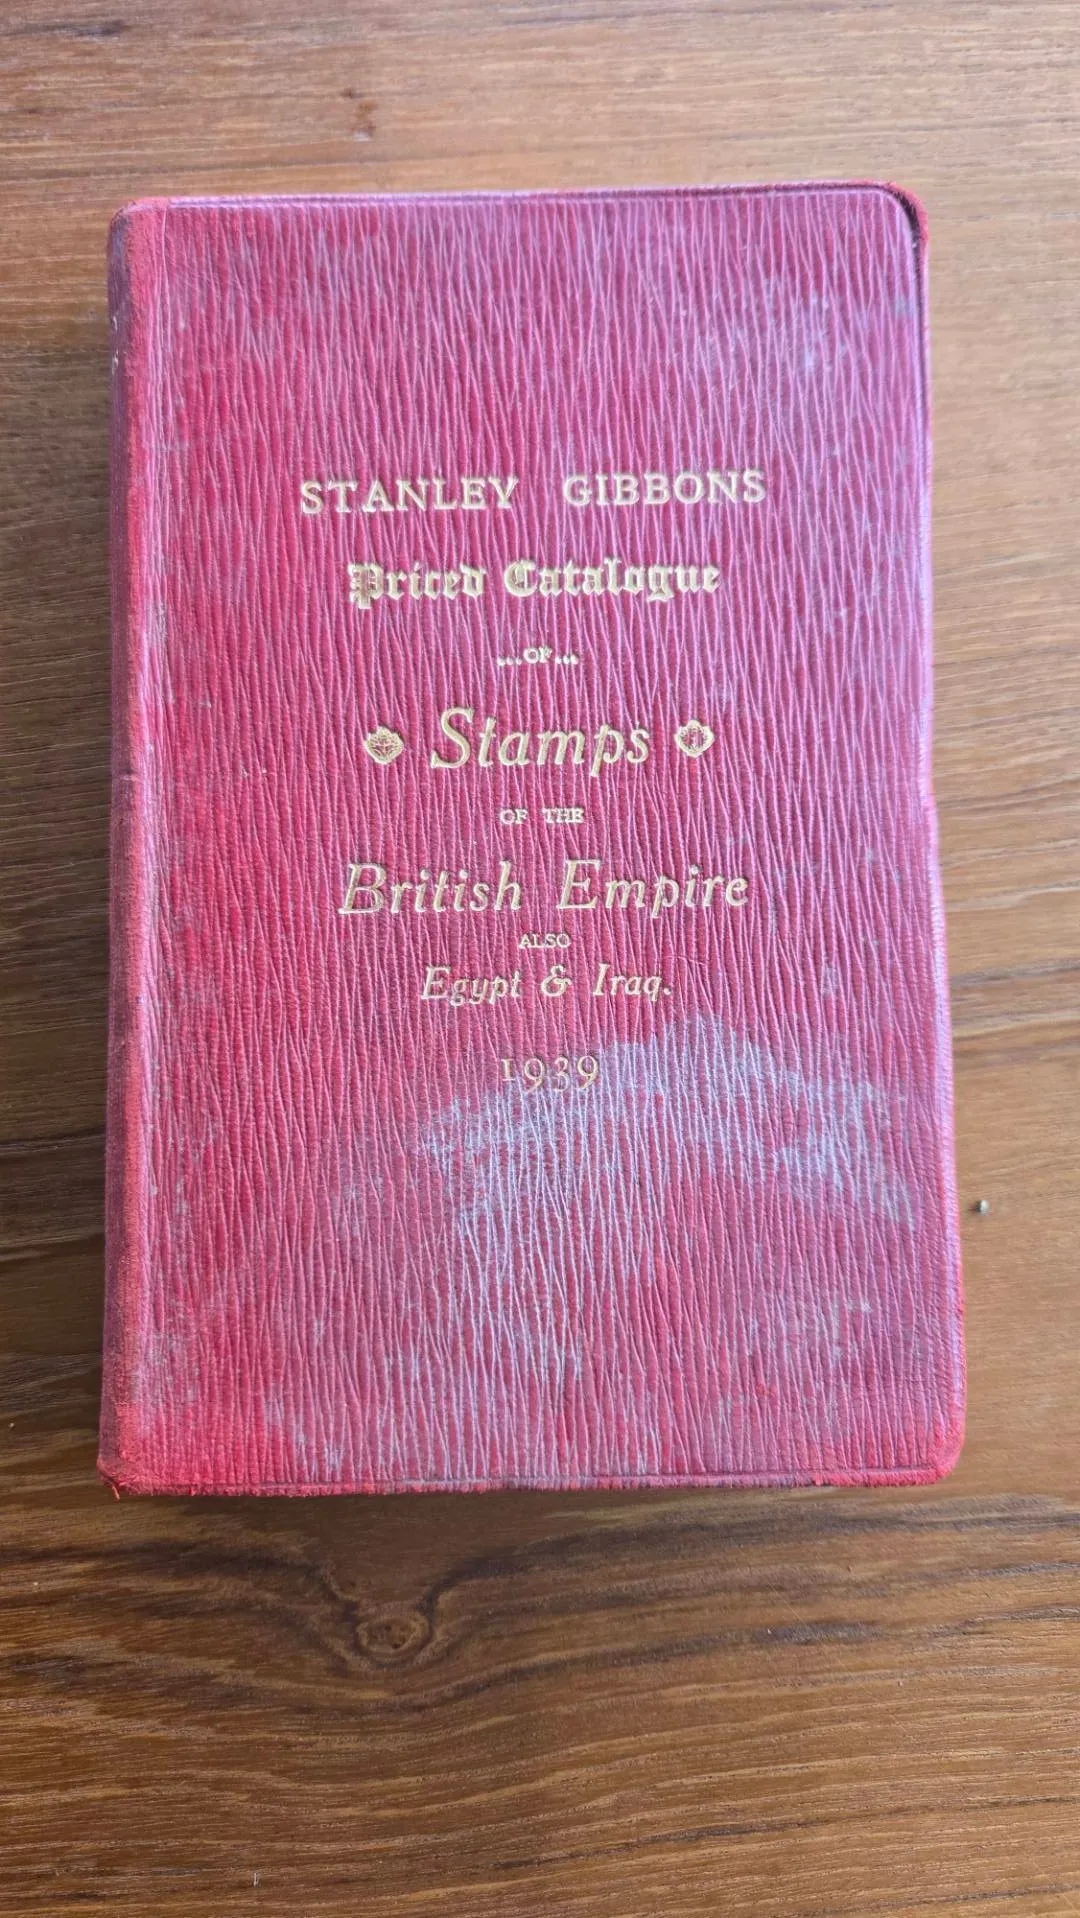 STANLEY GIBBONS
Priced Catalogue
...OF...
Stamps
OF THE
British Empire
ALSO
Egypt & Iraq.
1939